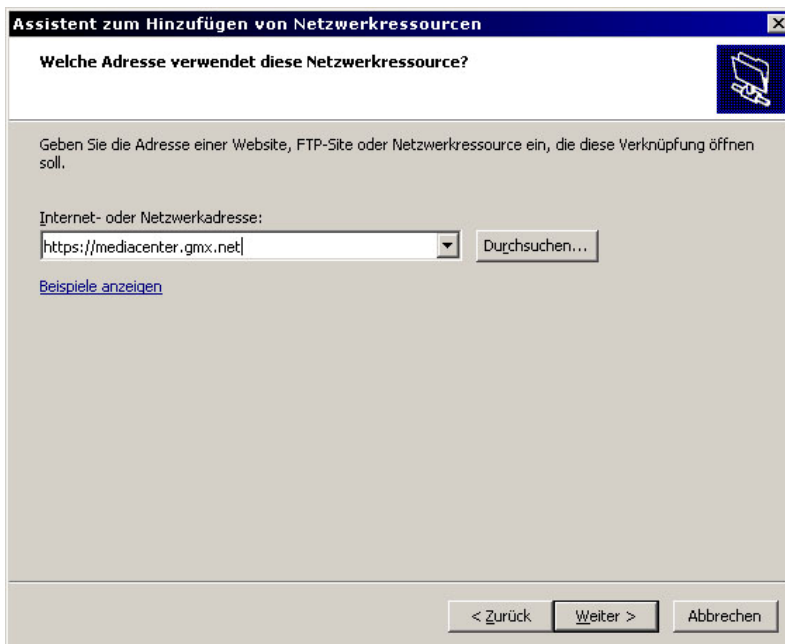 Assistent zum Hinzufügen von Netzwerkressourcen
Welche Adresse verwendet diese Netzwerkressource?
Geben Sie die Adresse einer Website, FTP-Site oder Netzwerkressource ein, die diese Verknüpfung öffnen
soll.
Internet- oder Netzwerkadresse:
https://mediacenter.gmx.net
Durchsuchen...
Beispiele anzeigen
< Zurück
Weiter >
Abbrechen